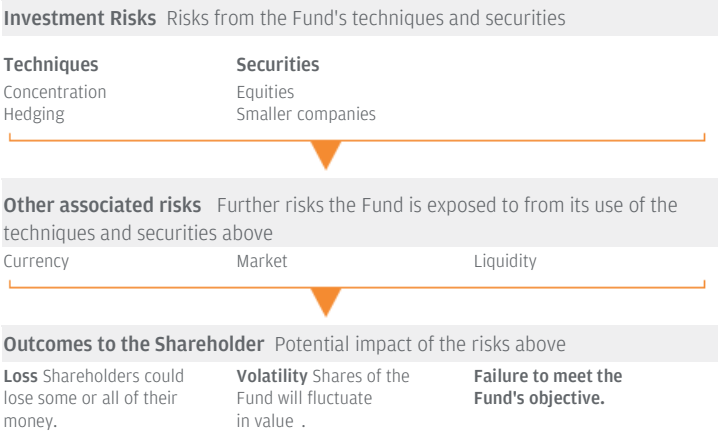 Investment Risks Risks from the Fund's techniques and securities
Techniques Securities
Concentration Equities
Hedging Smaller companies
Other associated risks Further risks the Fund is exposed to from its use of the
techniques and securities above
Currency Market Liquidity
Outcomes to the Shareholder Potential impact of the risks above
Loss Shareholders could
lose some or all of their
money.
Volatility Shares of the
Fund will fluctuate
in value .
Failure to meet the
Fund's objective.